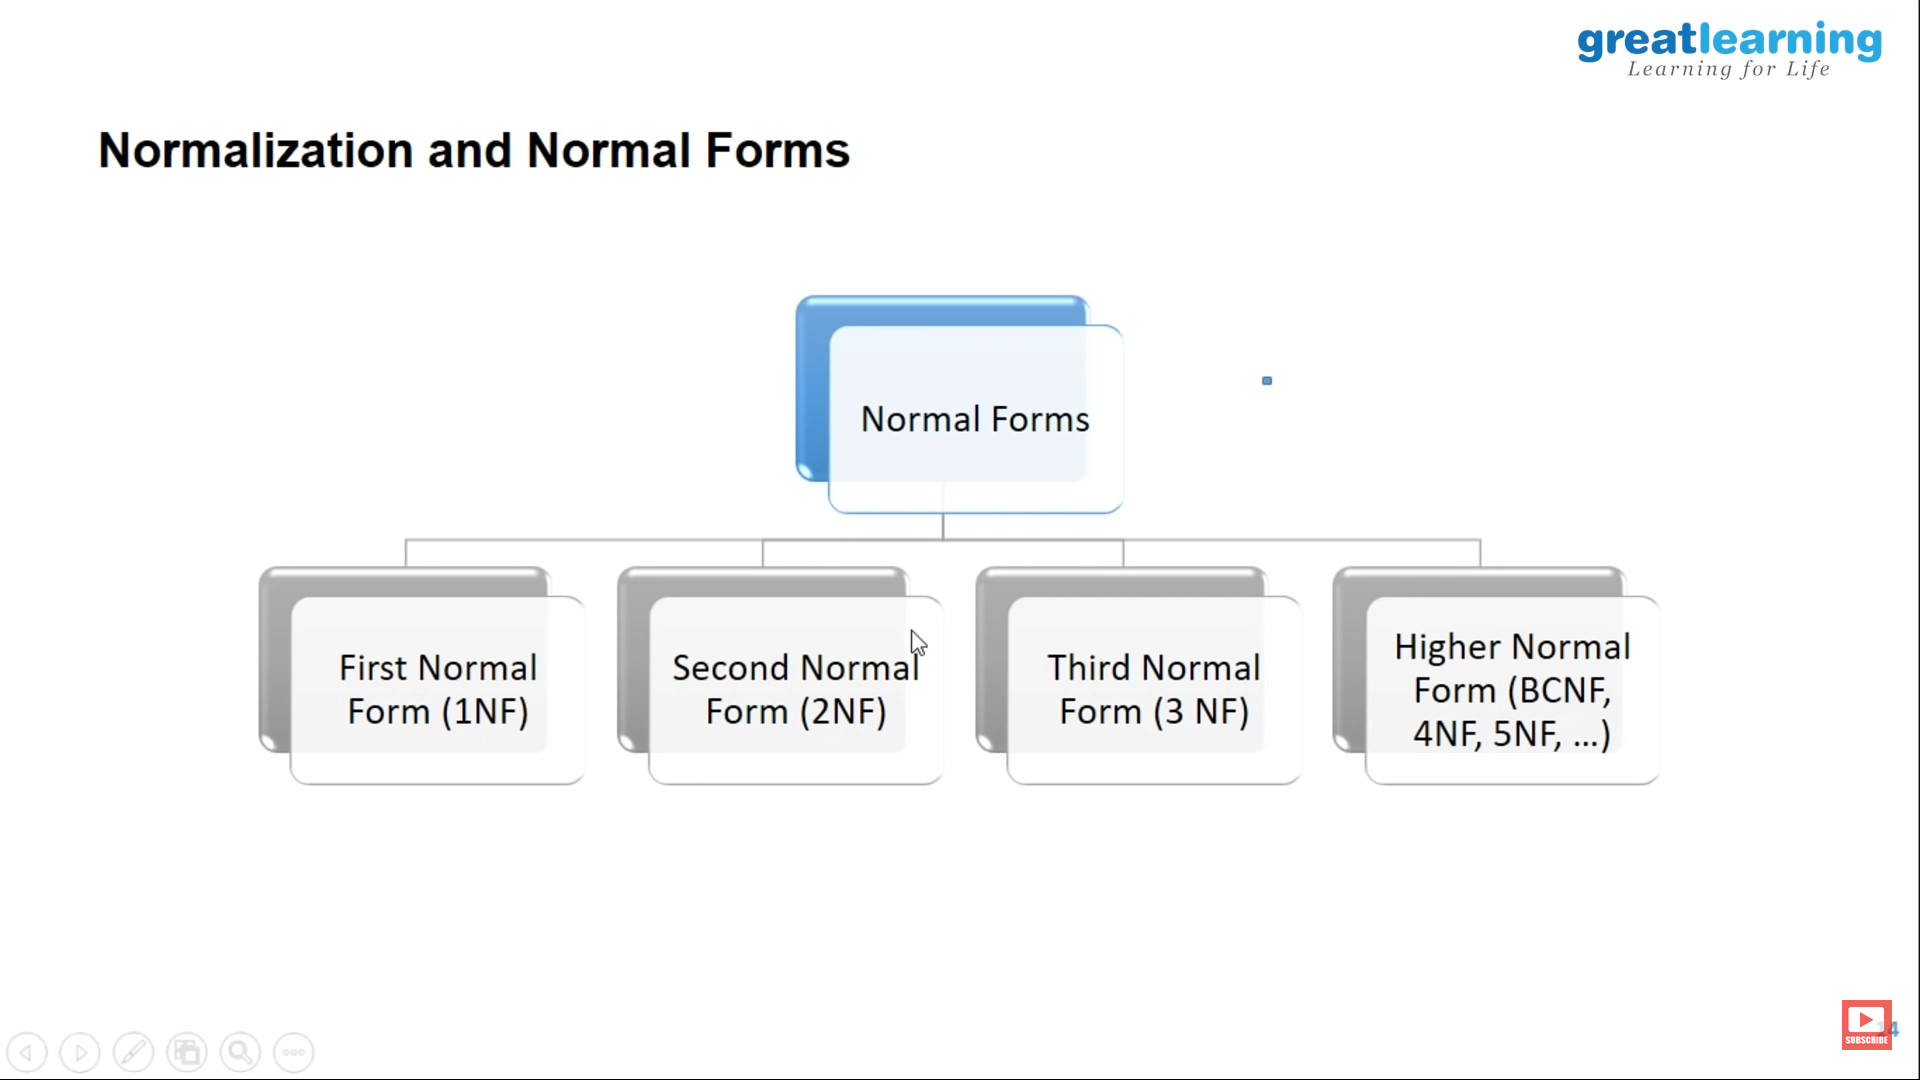 greatlearning
Learning for Life
Normalization and Normal Forms
Normal Forms
First Normal
Form (1NF)
Second Normal
Form (2NF)
Third Normal
Form (3 NF)
Higher Normal
Form (BCNF,
4NF, 5NF, ...)
SUBSCRIBE